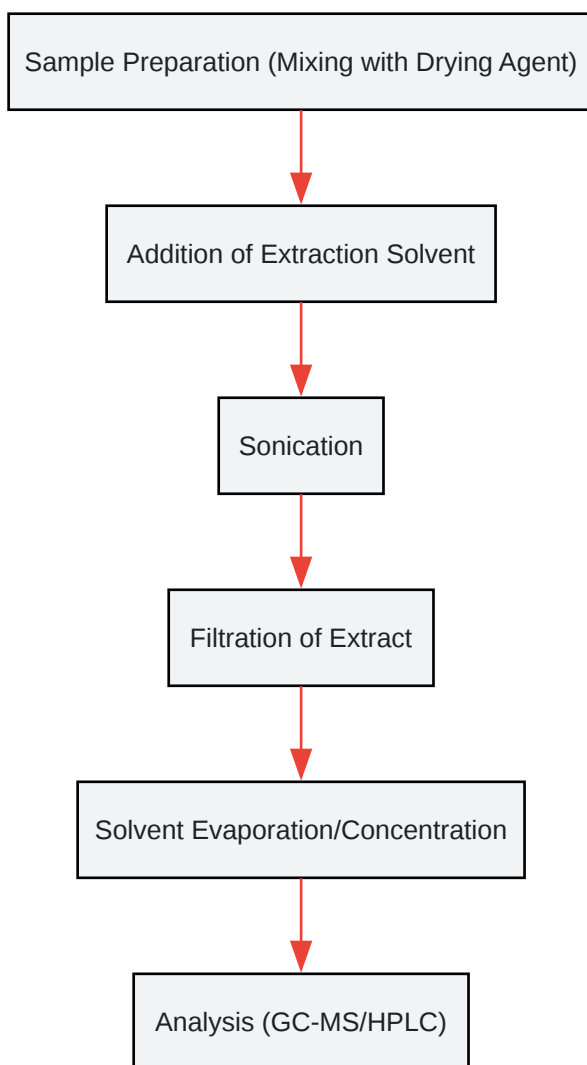 Sample Preparation (Mixing with Drying Agent)
Addition of Extraction Solvent
Sonication
Filtration of Extract
Solvent Evaporation/Concentration
Analysis (GC-MS/HPLC)